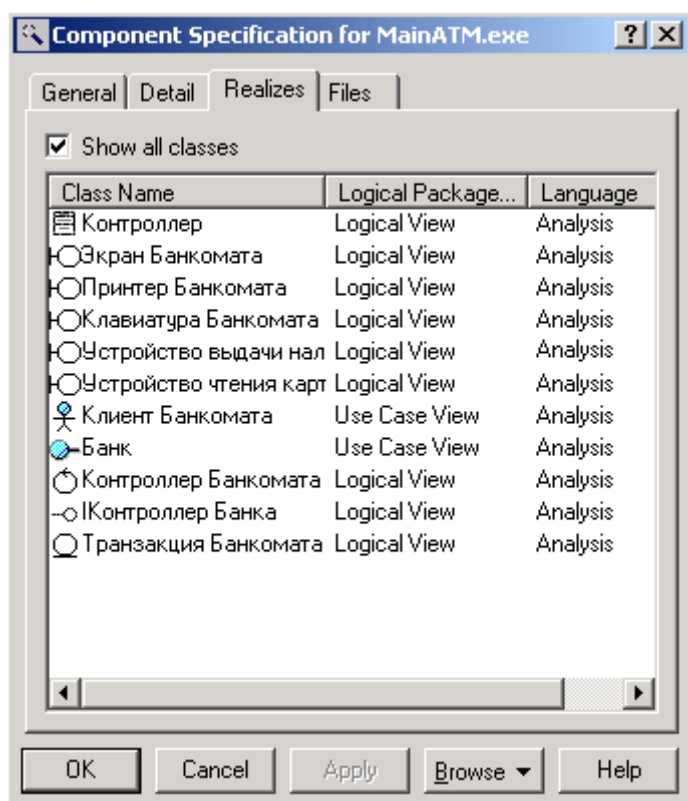 Component Specification for MainATM.exe
General Detail Realizes Files
Show all classes
Class Name Logical Package... Language
Контроллер Logical View Analysis
Экран Банкомата Logical View Analysis
Принтер Банкомата Logical View Analysis
Клавиатура Банкомата Logical View Analysis
Устройство выдачи нал Logical View Analysis
Устройство чтения карт Logical View Analysis
Клиент Банкомата Use Case View Analysis
Банк Use Case View Analysis
Контроллер Банкомата Logical View Analysis
IКонтроллер Банка Logical View Analysis
Транзакция Банкомата Logical View Analysis
OK Cancel Apply Browse Help